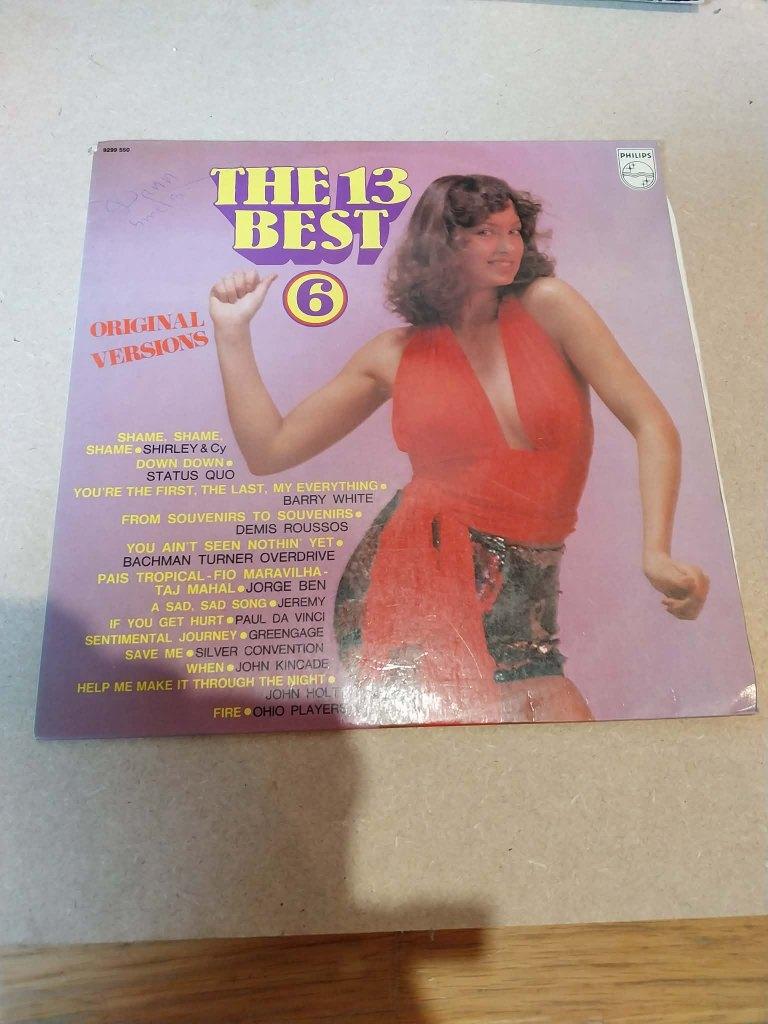 9299 550
PHILIPS
THE 13
BEST
6
ORIGINAL
VERSIONS
SHAME, SHAME,
SHAME • SHIRLEY & Cy
DOWN DOWN •
STATUS QUO
YOU'RE THE FIRST, THE LAST, MY EVERYTHING •
BARRY WHITE
FROM SOUVENIRS TO SOUVENIRS •
DEMIS ROUSSOS
YOU AIN'T SEEN NOTHIN' YET •
BACHMAN TURNER OVERDRIVE
PAIS TROPICAL - FIO MARAVILHA -
TAJ MAHAL • JORGE BEN
A SAD, SAD SONG • JEREMY
IF YOU GET HURT • PAUL DA VINCI
SENTIMENTAL JOURNEY • GREENGAGE
SAVE ME • SILVER CONVENTION
WHEN • JOHN KINCADE
HELP ME MAKE IT THROUGH THE NIGHT •
JOHN HOLT
FIRE • OHIO PLAYERS